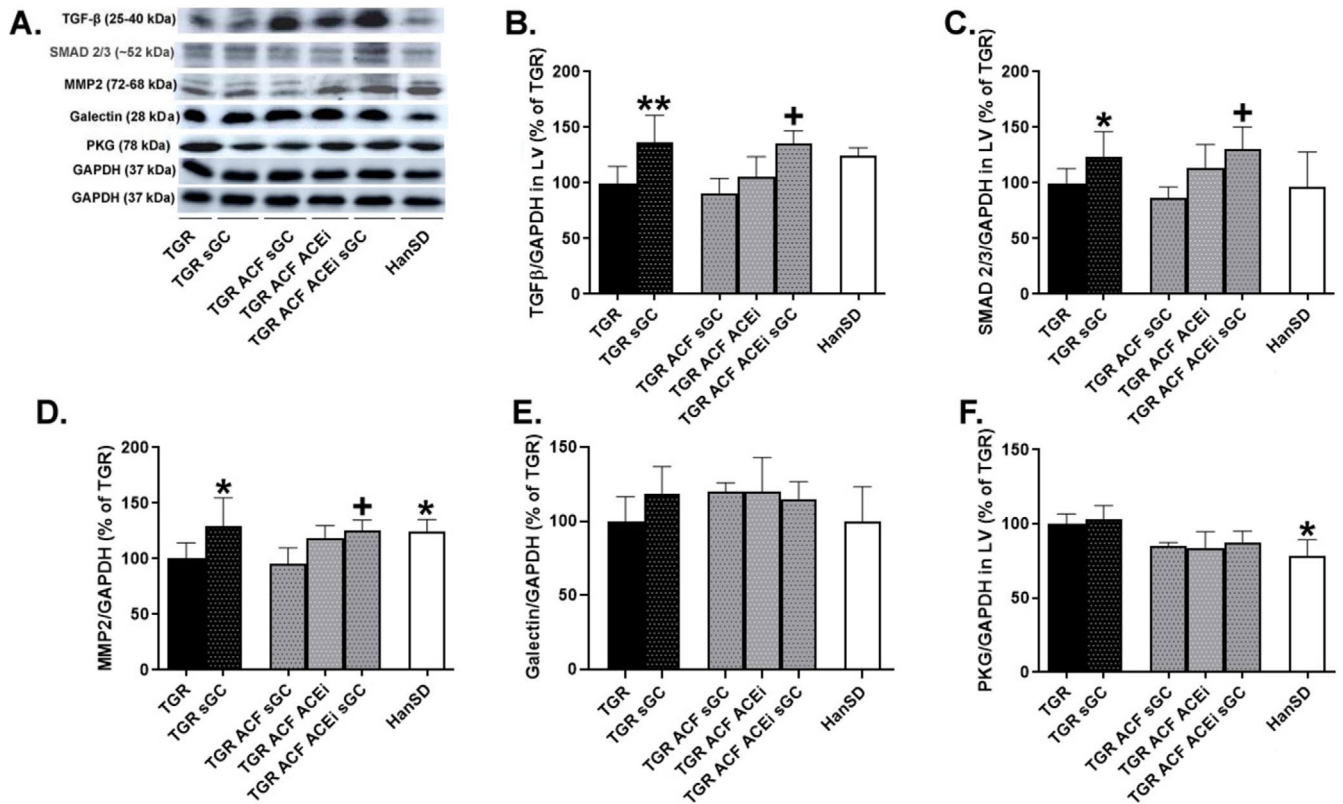 A.
TGF-β (25-40 kDa)
SMAD 2/3 (~52 kDa)
MMP2 (72-68 kDa)
Galectin (28 kDa)
PKG (78 kDa)
GAPDH (37 kDa)
GAPDH (37 kDa)
TGR
TGR sGC
TGR ACF sGC
TGR ACF ACEi
TGR ACF ACEi sGC
HanSD
B.
TGFβ/GAPDH in LV (% of TGR)
200
150
100
50
0
**
+
TGR
TGR sGC
TGR ACF sGC
TGR ACF ACEi
TGR ACF ACEi sGC
HanSD
C.
SMAD 2/3/GAPDH in LV (% of TGR)
200
150
100
50
0
*
+
TGR
TGR sGC
TGR ACF sGC
TGR ACF ACEi
TGR ACF ACEi sGC
HanSD
D.
MMP2/GAPDH (% of TGR)
200
150
100
50
0
*
+
*
TGR
TGR sGC
TGR ACF sGC
TGR ACF ACEi
TGR ACF ACEi sGC
HanSD
E.
Galectin/GAPDH (% of TGR)
150
100
50
0
TGR
TGR sGC
TGR ACF sGC
TGR ACF ACEi
TGR ACF ACEi sGC
HanSD
F.
PKG/GAPDH in LV (% of TGR)
150
100
50
0
*
TGR
TGR sGC
TGR ACF sGC
TGR ACF ACEi
TGR ACF ACEi sGC
HanSD